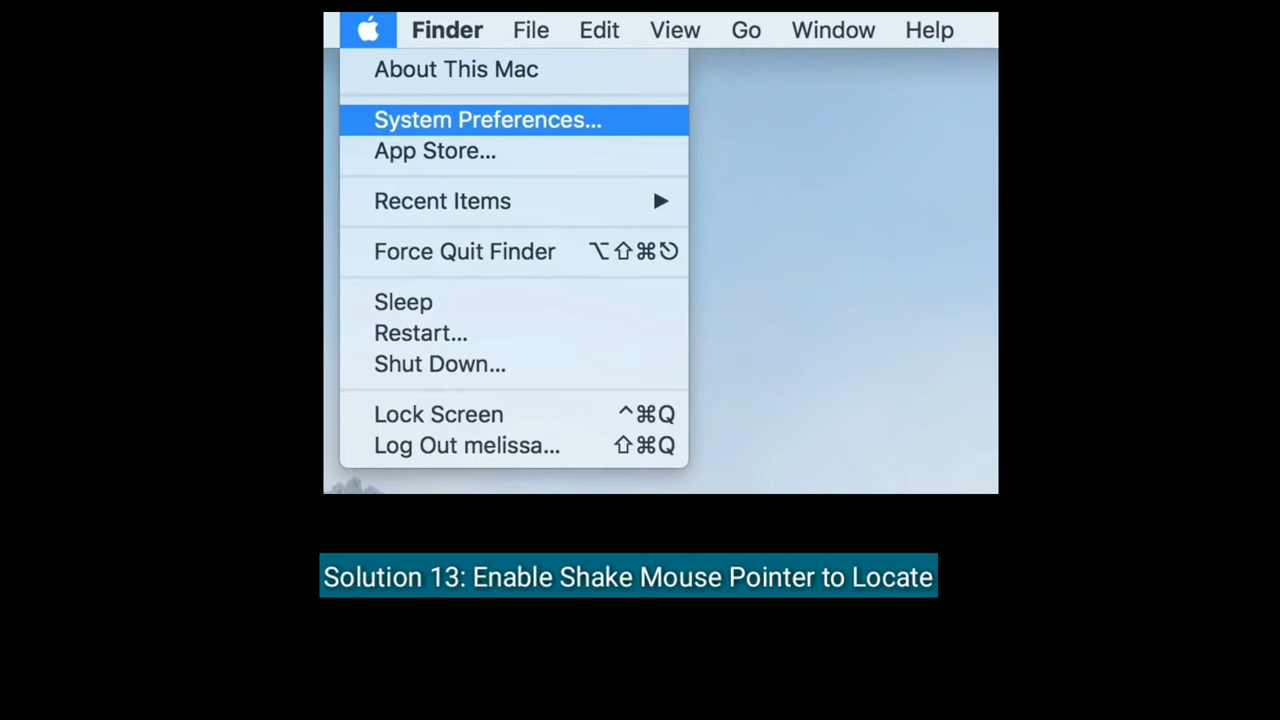 Finder File Edit View Go Window Help
About This Mac
System Preferences...
App Store...
Recent Items ▶
Force Quit Finder ⌥⇧⌘⎋
Sleep
Restart...
Shut Down...
Lock Screen ^⌘Q
Log Out melissa... ⇧⌘Q
Solution 13: Enable Shake Mouse Pointer to Locate